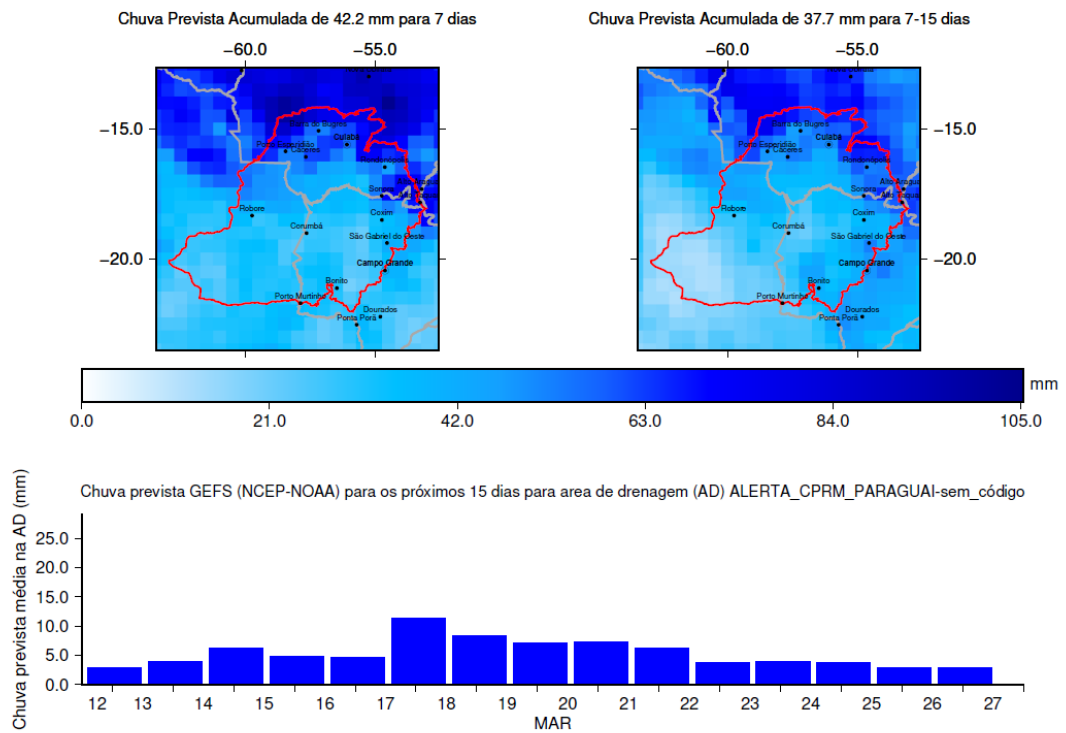 Chuva Prevista Acumulada de 42.2 mm para 7 dias
Chuva Prevista Acumulada de 37.7 mm para 7-15 dias
−60.0 −55.0
−60.0 −55.0
−15.0
−20.0
Barra do Bugres
Cuiabá
Porto Esperidião
Cáceres
Rondonópolis
Sonora
Robore
Coxim
Corumbá
São Gabriel do Oeste
Campo Grande
Bonito
Porto Murtinho
Dourados
Ponta Porã
−15.0
−20.0
Barra do Bugres
Cuiabá
Porto Esperidião
Cáceres
Rondonópolis
Sonora
Robore
Coxim
Corumbá
São Gabriel do Oeste
Campo Grande
Bonito
Porto Murtinho
Dourados
Ponta Porã
mm
0.0 21.0 42.0 63.0 84.0 105.0
Chuva prevista GEFS (NCEP-NOAA) para os próximos 15 dias para area de drenagem (AD) ALERTA_CPRM_PARAGUAI-sem_código
Chuva prevista média na AD (mm)
25.0
20.0
15.0
10.0
5.0
0.0
12 13 14 15 16 17 18 19 20 21 22 23 24 25 26 27
MAR